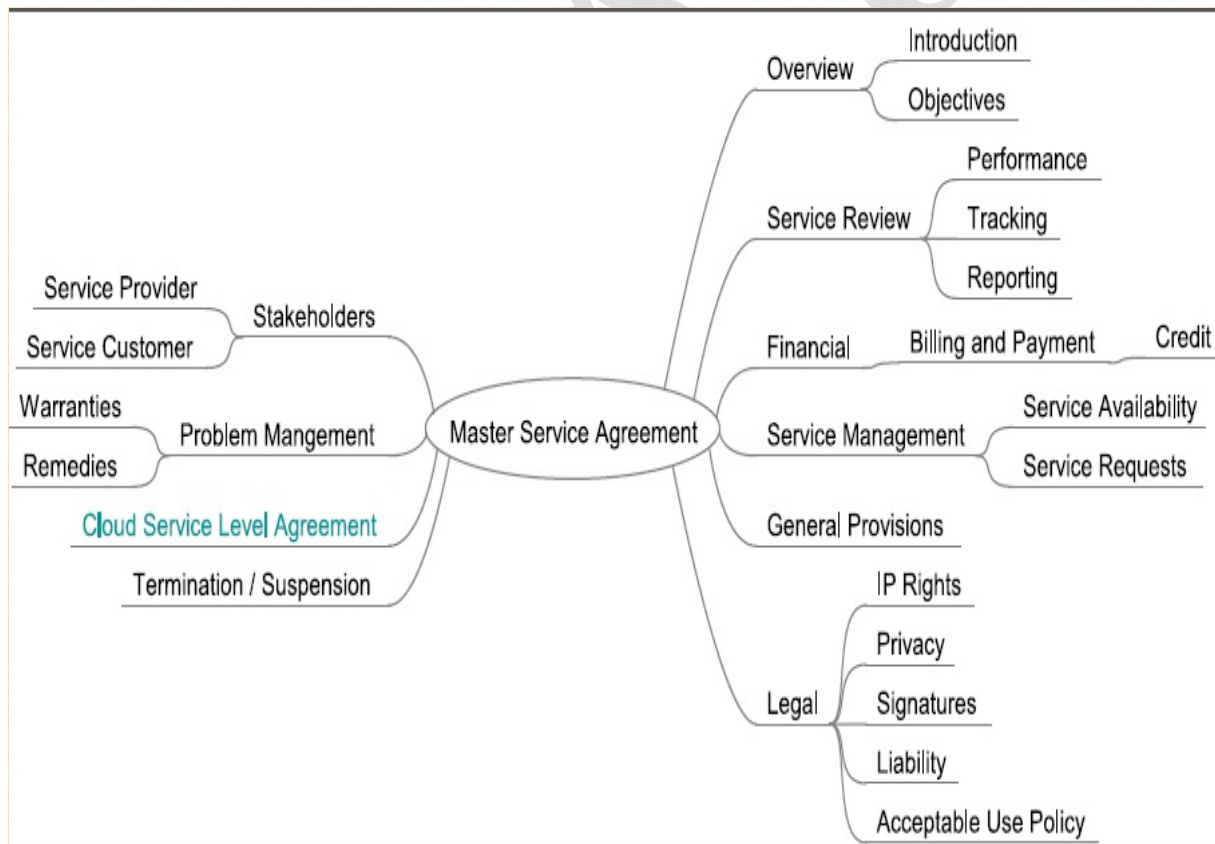 Introduction
Overview
Objectives
Performance
Service Review
Tracking
Reporting
Service Provider
Stakeholders
Service Customer
Financial
Billing and Payment
Credit
Warranties
Problem Mangement
Remedies
Master Service Agreement
Service Availability
Service Management
Service Requests
Cloud Service Level Agreement
General Provisions
Termination / Suspension
IP Rights
Privacy
Legal
Signatures
Liability
Acceptable Use Policy